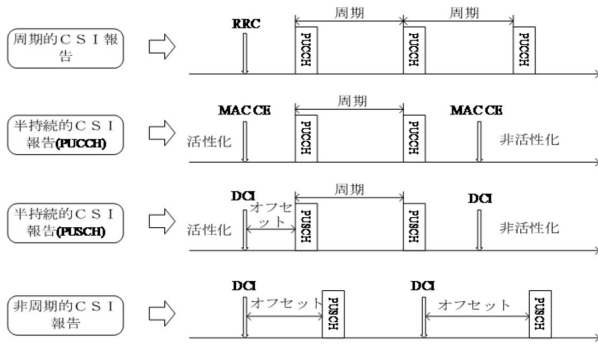 周期的ＣＳＩ報
告
RRC
周期
周期
PUCCH
PUCCH
PUCCH
半持続的ＣＳＩ
報告(PUCCH)
MAC CE
活性化
周期
PUCCH
PUCCH
MAC CE
非活性化
半持続的ＣＳＩ
報告(PUSCH)
DCI
活性化
オフセ
ット
周期
PUSCH
PUSCH
DCI
非活性化
非周期的ＣＳＩ
報告
DCI
オフセット
PUSCH
DCI
オフセット
PUSCH